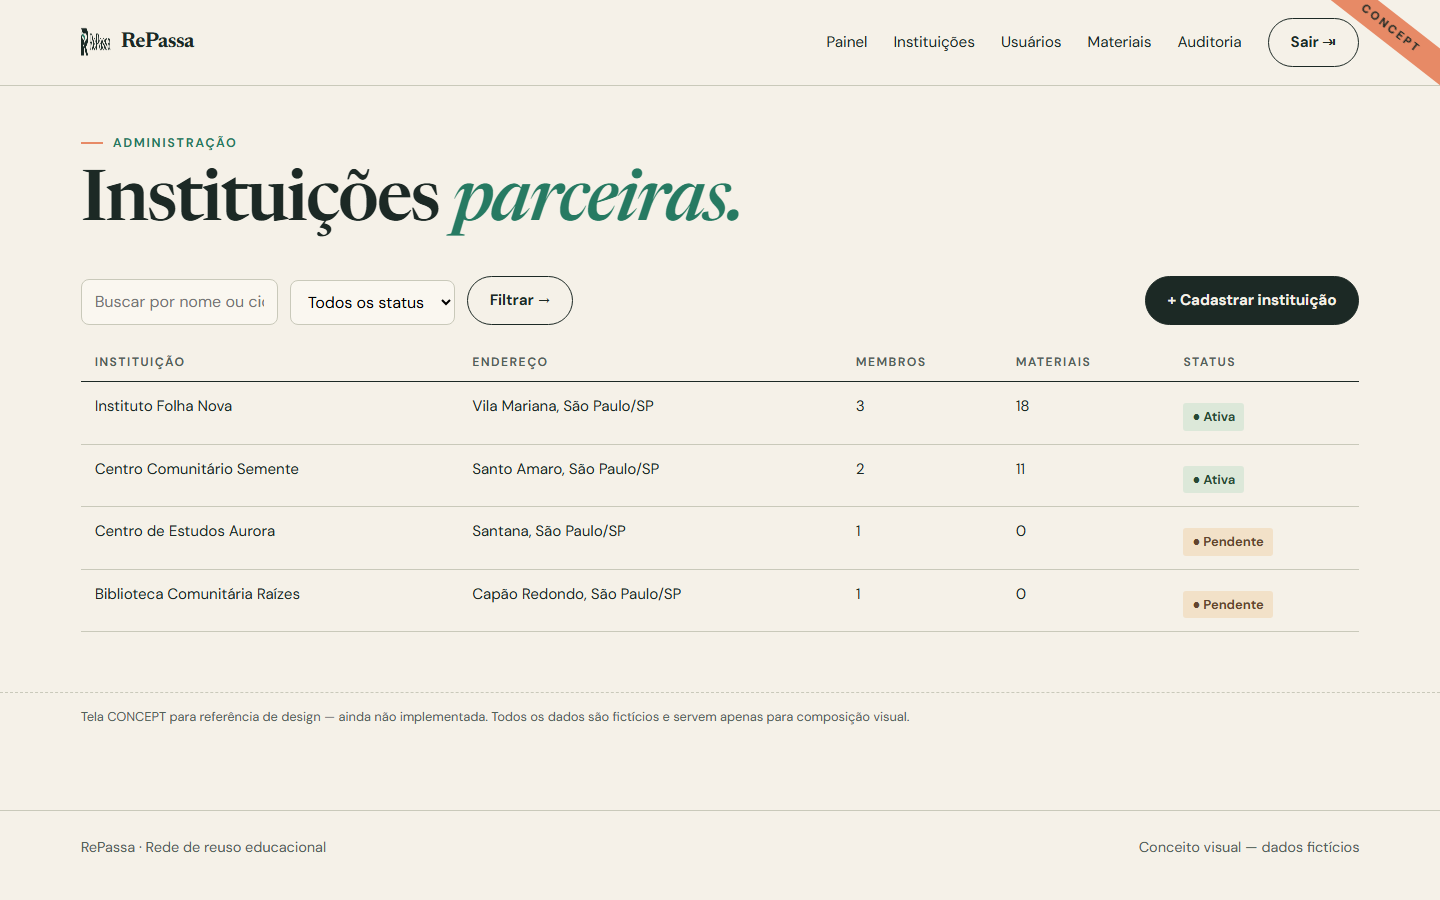 RePassa
Painel Instituições Usuários Materiais Auditoria Sair ⇥
CONCEPT
ADMINISTRAÇÃO
Instituições parceiras.
Buscar por nome ou
Todos os status
Filtrar →
+ Cadastrar instituição
INSTITUIÇÃO ENDEREÇO MEMBROS MATERIAIS STATUS
Instituto Folha Nova Vila Mariana, São Paulo/SP 3 18 Ativa
Centro Comunitário Semente Santo Amaro, São Paulo/SP 2 11 Ativa
Centro de Estudos Aurora Santana, São Paulo/SP 1 0 Pendente
Biblioteca Comunitária Raízes Capão Redondo, São Paulo/SP 1 0 Pendente
Tela CONCEPT para referência de design — ainda não implementada. Todos os dados são fictícios e servem apenas para composição visual.
RePassa · Rede de reuso educacional
Conceito visual — dados fictícios